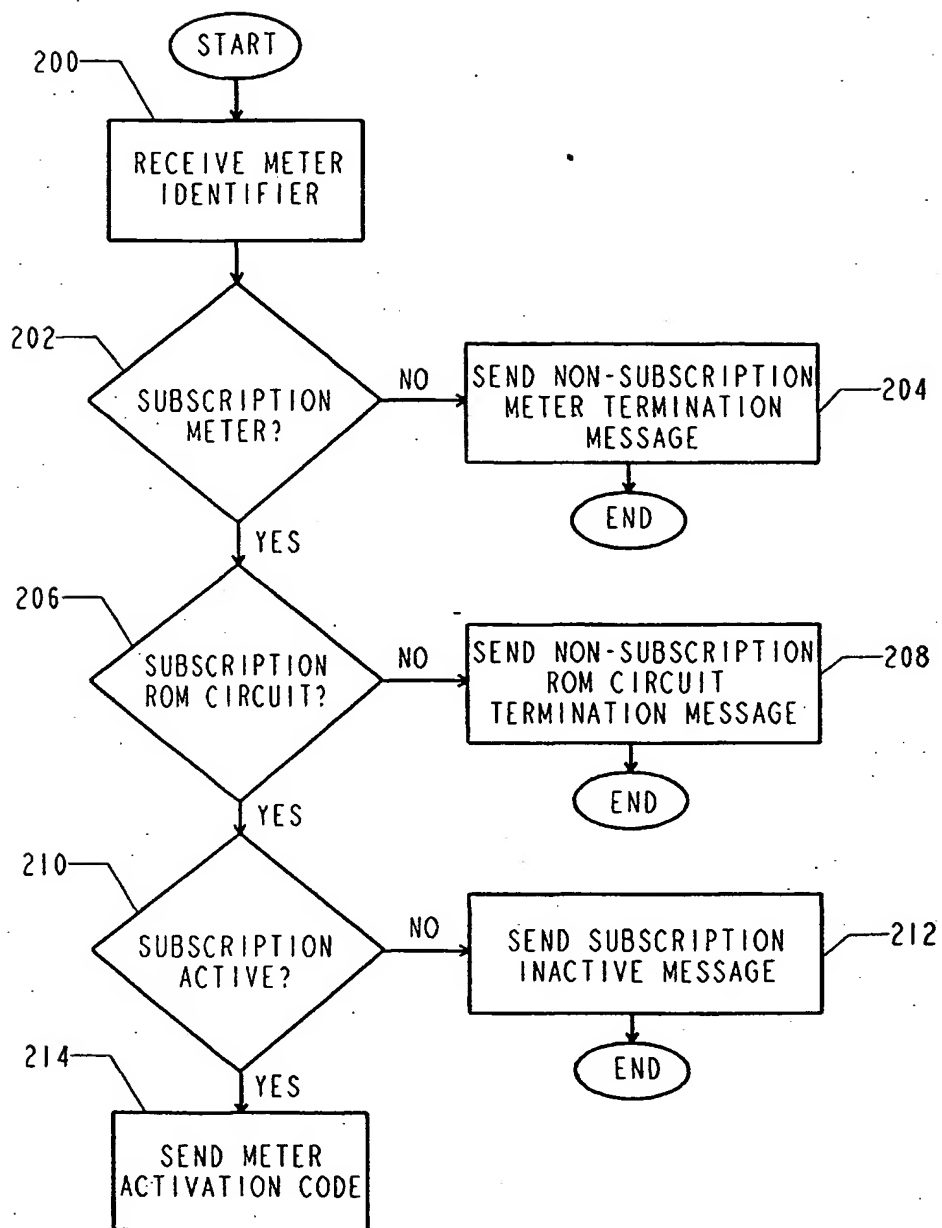 START
200
RECEIVE METER
IDENTIFIER
202
SUBSCRIPTION
METER?
NO
SEND NON-SUBSCRIPTION
METER TERMINATION
MESSAGE
204
END
YES
206
SUBSCRIPTION
ROM CIRCUIT?
NO
SEND NON-SUBSCRIPTION
ROM CIRCUIT
TERMINATION MESSAGE
208
END
YES
210
SUBSCRIPTION
ACTIVE?
NO
SEND SUBSCRIPTION
INACTIVE MESSAGE
212
END
214
YES
SEND METER
ACTIVATION CODE